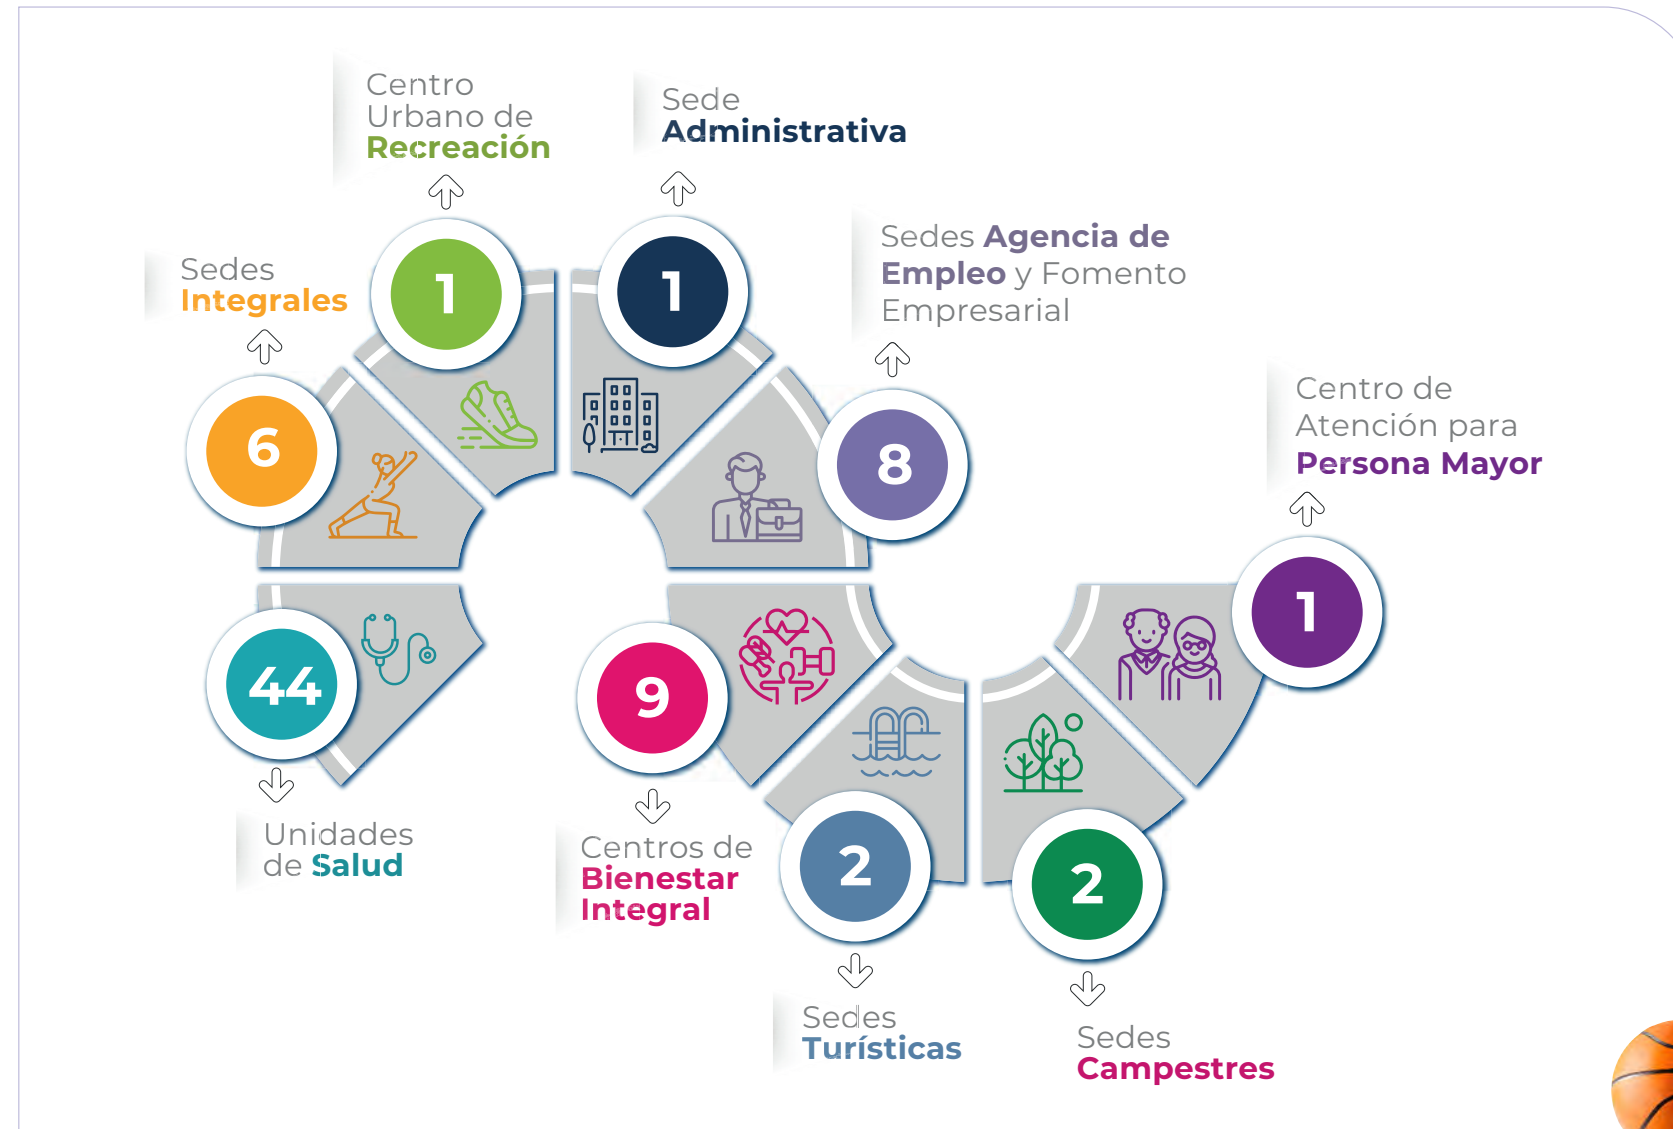 Centro
Urbano de
Recreación
1
Sede
Administrativa
1
Sedes Agencia de
Empleo y Fomento
Empresarial
8
Sedes
Integrales
6
Centro de
Atención para
Persona Mayor
1
44
Unidades
de Salud
9
Centros de
Bienestar
Integral
2
Sedes
Turísticas
2
Sedes
Campestres